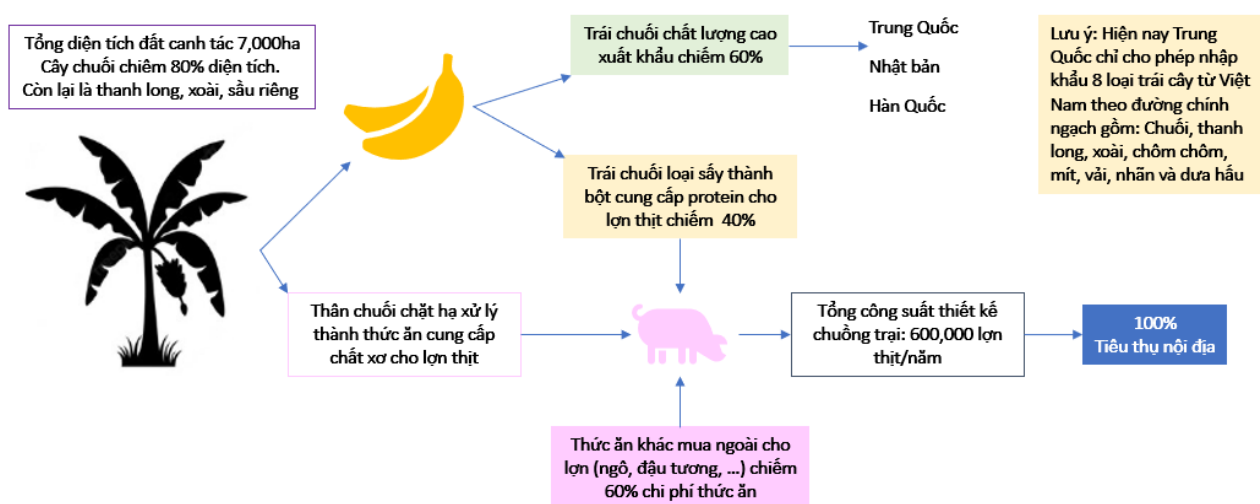 Tổng diện tích đất canh tác 7,000ha
Cây chuối chiêm 80% diện tích.
Còn lại là thanh long, xoài, sầu riêng
Trái chuối chất lượng cao
xuất khẩu chiếm 60%
Trung Quốc
Nhật bản
Hàn Quốc
Lưu ý: Hiện nay Trung
Quốc chỉ cho phép nhập
khẩu 8 loại trái cây từ Việt
Nam theo đường chính
ngạch gồm: Chuối, thanh
long, xoài, chôm chôm,
mít, vải, nhãn và dưa hấu
Trái chuối loại sấy thành
bột cung cấp protein cho
lợn thịt chiếm 40%
Thân chuối chặt hạ xử lý
thành thức ăn cung cấp
chất xơ cho lợn thịt
Tổng công suất thiết kế
chuồng trại: 600,000 lợn
thịt/năm
100%
Tiêu thụ nội địa
Thức ăn khác mua ngoài cho
lợn (ngô, đậu tương, ...) chiếm
60% chi phí thức ăn